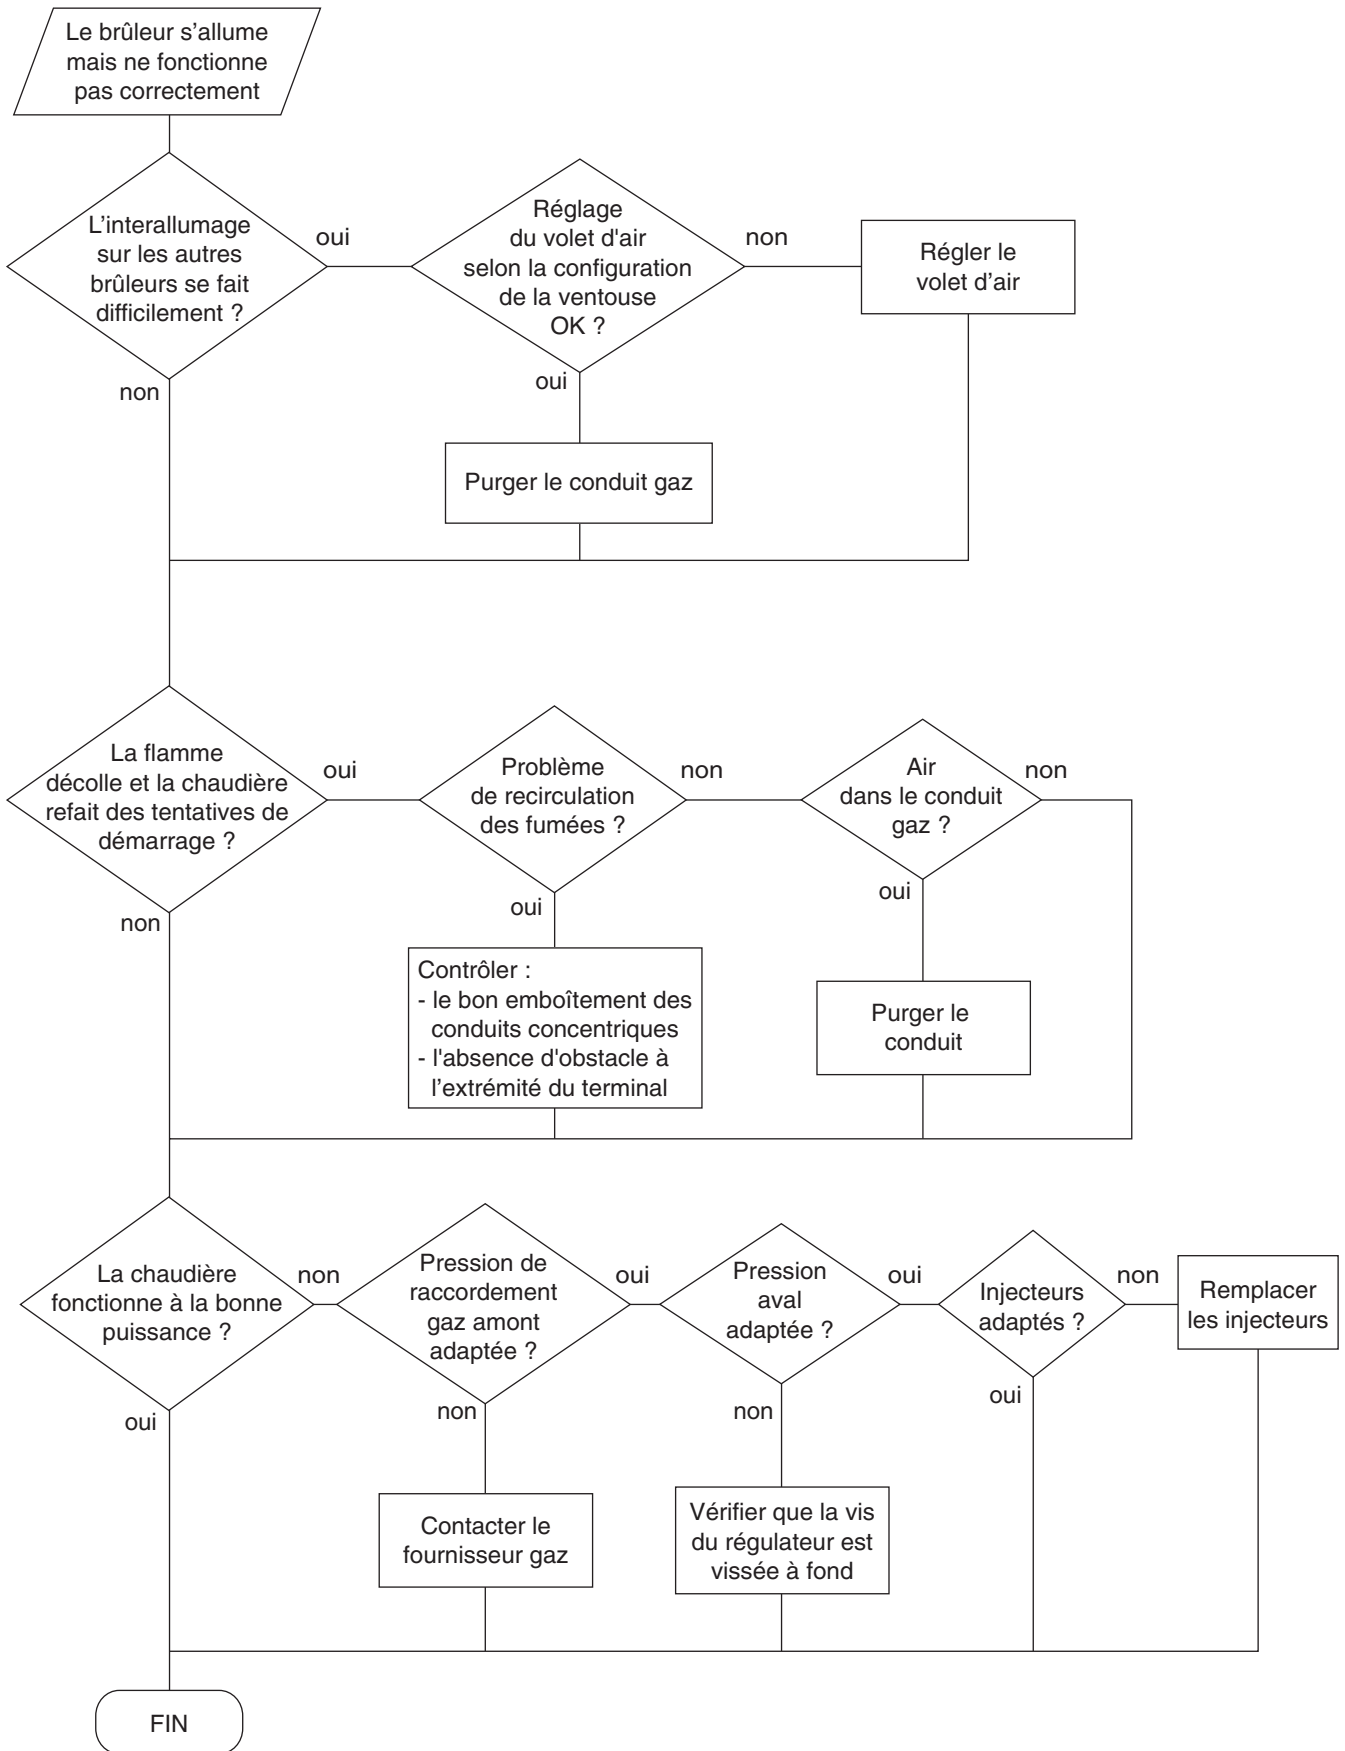 Le brûleur s’allume
mais ne fonctionne
pas correctement
L’interallumage
sur les autres
brûleurs se fait
difficilement ?
oui
non
Réglage
du volet d'air
selon la configuration
de la ventouse
OK ?
non
oui
Régler le
volet d’air
Purger le conduit gaz
La flamme
décolle et la chaudière
refait des tentatives de
démarrage ?
oui
non
Problème
de recirculation
des fumées ?
non
oui
Air
dans le conduit
gaz ?
non
oui
Contrôler :
- le bon emboîtement des
conduits concentriques
- l'absence d'obstacle à
l’extrémité du terminal
Purger le
conduit
La chaudière
fonctionne à la bonne
puissance ?
non
oui
Pression de
raccordement
gaz amont
adaptée ?
oui
non
Pression
aval
adaptée ?
oui
non
Injecteurs
adaptés ?
non
oui
Remplacer
les injecteurs
Contacter le
fournisseur gaz
Vérifier que la vis
du régulateur est
vissée à fond
FIN